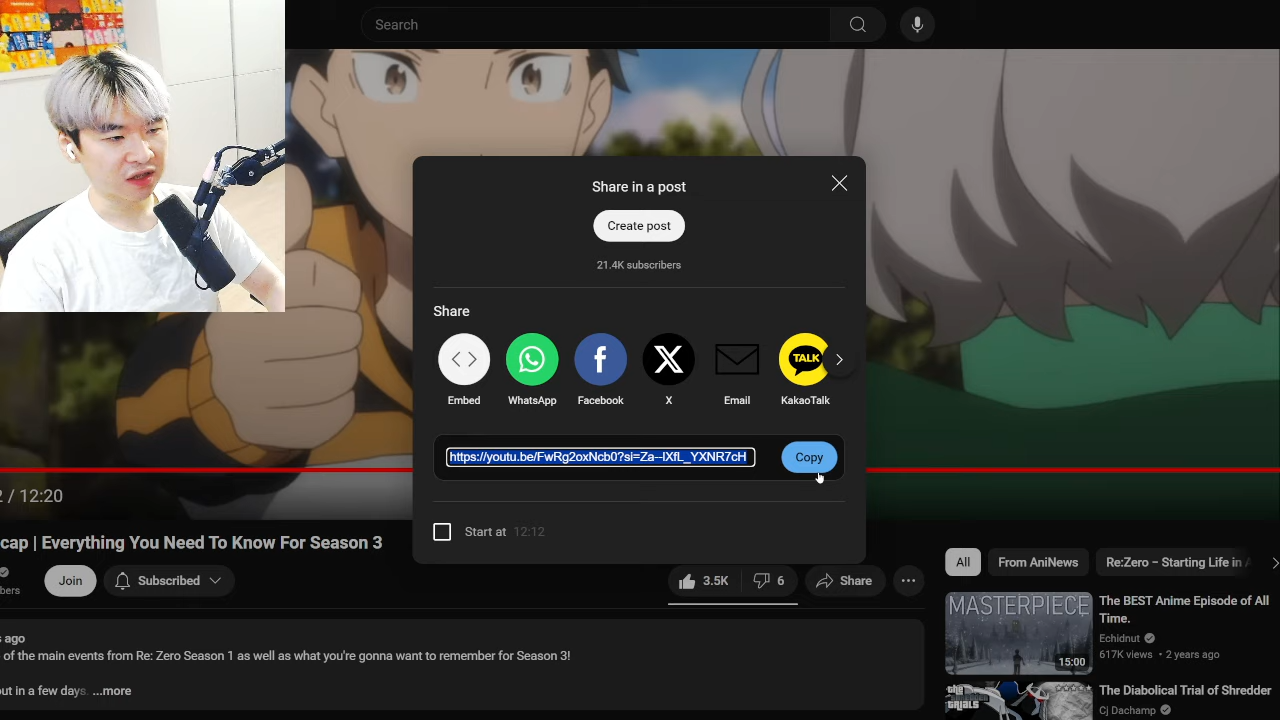 Search
Share in a post
Create post
21.4K subscribers
Share
Embed
WhatsApp
Facebook
X
Email
TALK
KakaoTalk
https://youtu.be/FwRg2oxNcb0?si=Za--IXfL_YXNR7cH
Copy
Start at 12:12
2 / 12:20
cap | Everything You Need To Know For Season 3
bers
Join
Subscribed
3.5K
6
Share
...
s ago
of the main events from Re: Zero Season 1 as well as what you're gonna want to remember for Season 3!
out in a few days. ...more
All
From AniNews
Re:Zero − Starting Life in A
MASTERPIECE
15:00
The BEST Anime Episode of All
Time.
Echidnut
617K views • 2 years ago
the
TRIALS
The Diabolical Trial of Shredder
Cj Dachamp